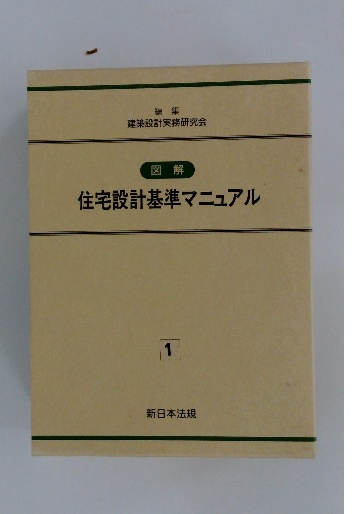 編集
建築設計実務研究会
図解
住宅設計基準マニュアル
1
新日本法規